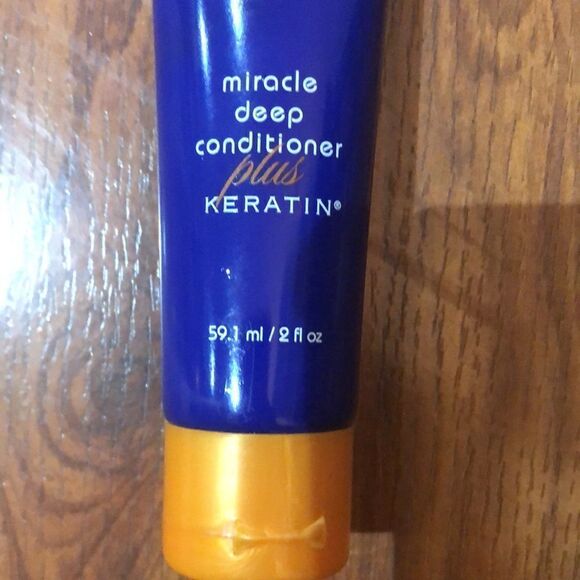 miracle
deep
conditioner
plus
KERATIN®
59.1 ml / 2 fl oz